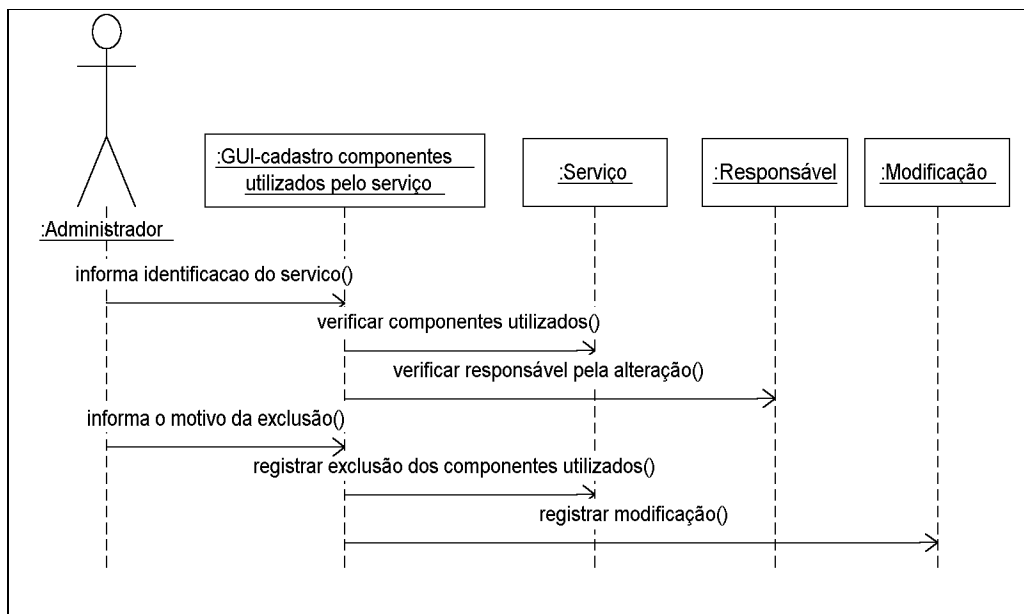 :GUI-cadastro componentes
utilizados pelo serviço
:Serviço
:Responsável
:Modificação
:Administrador
informa identificacao do servico()
verificar componentes utilizados()
verificar responsável pela alteração()
informa o motivo da exclusão()
registrar exclusão dos componentes utilizados()
registrar modificação()